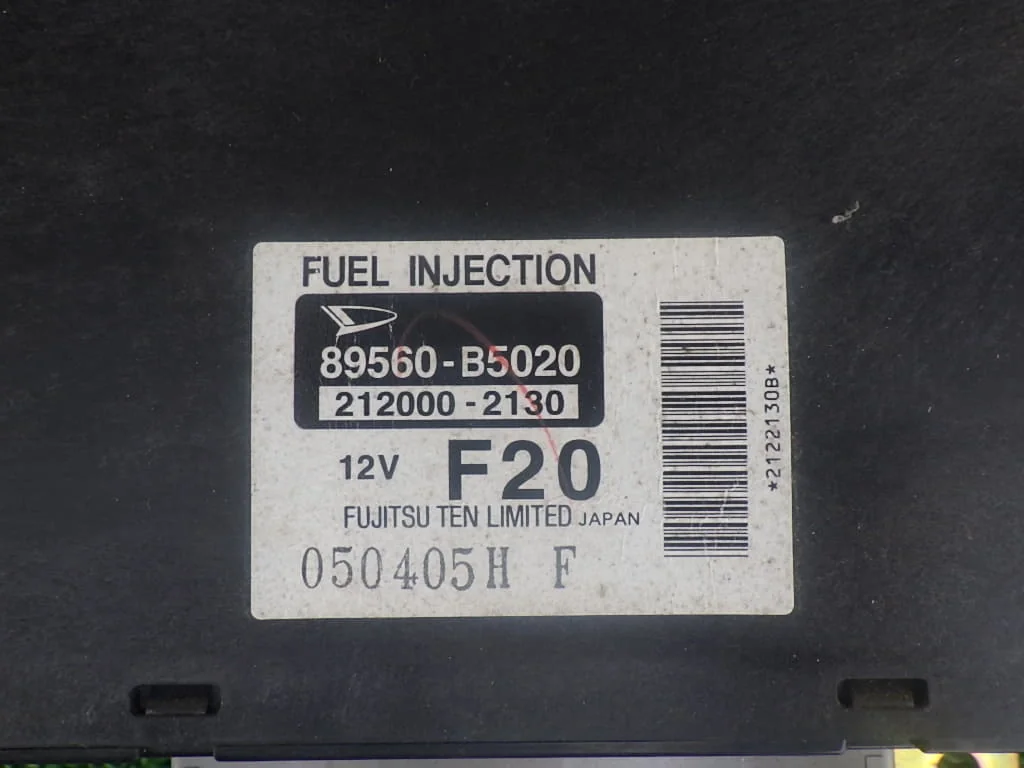 FUEL INJECTION
89560-B5020
212000-2130
12V F20
FUJITSU TEN LIMITED JAPAN
050405H F
*2122130B*